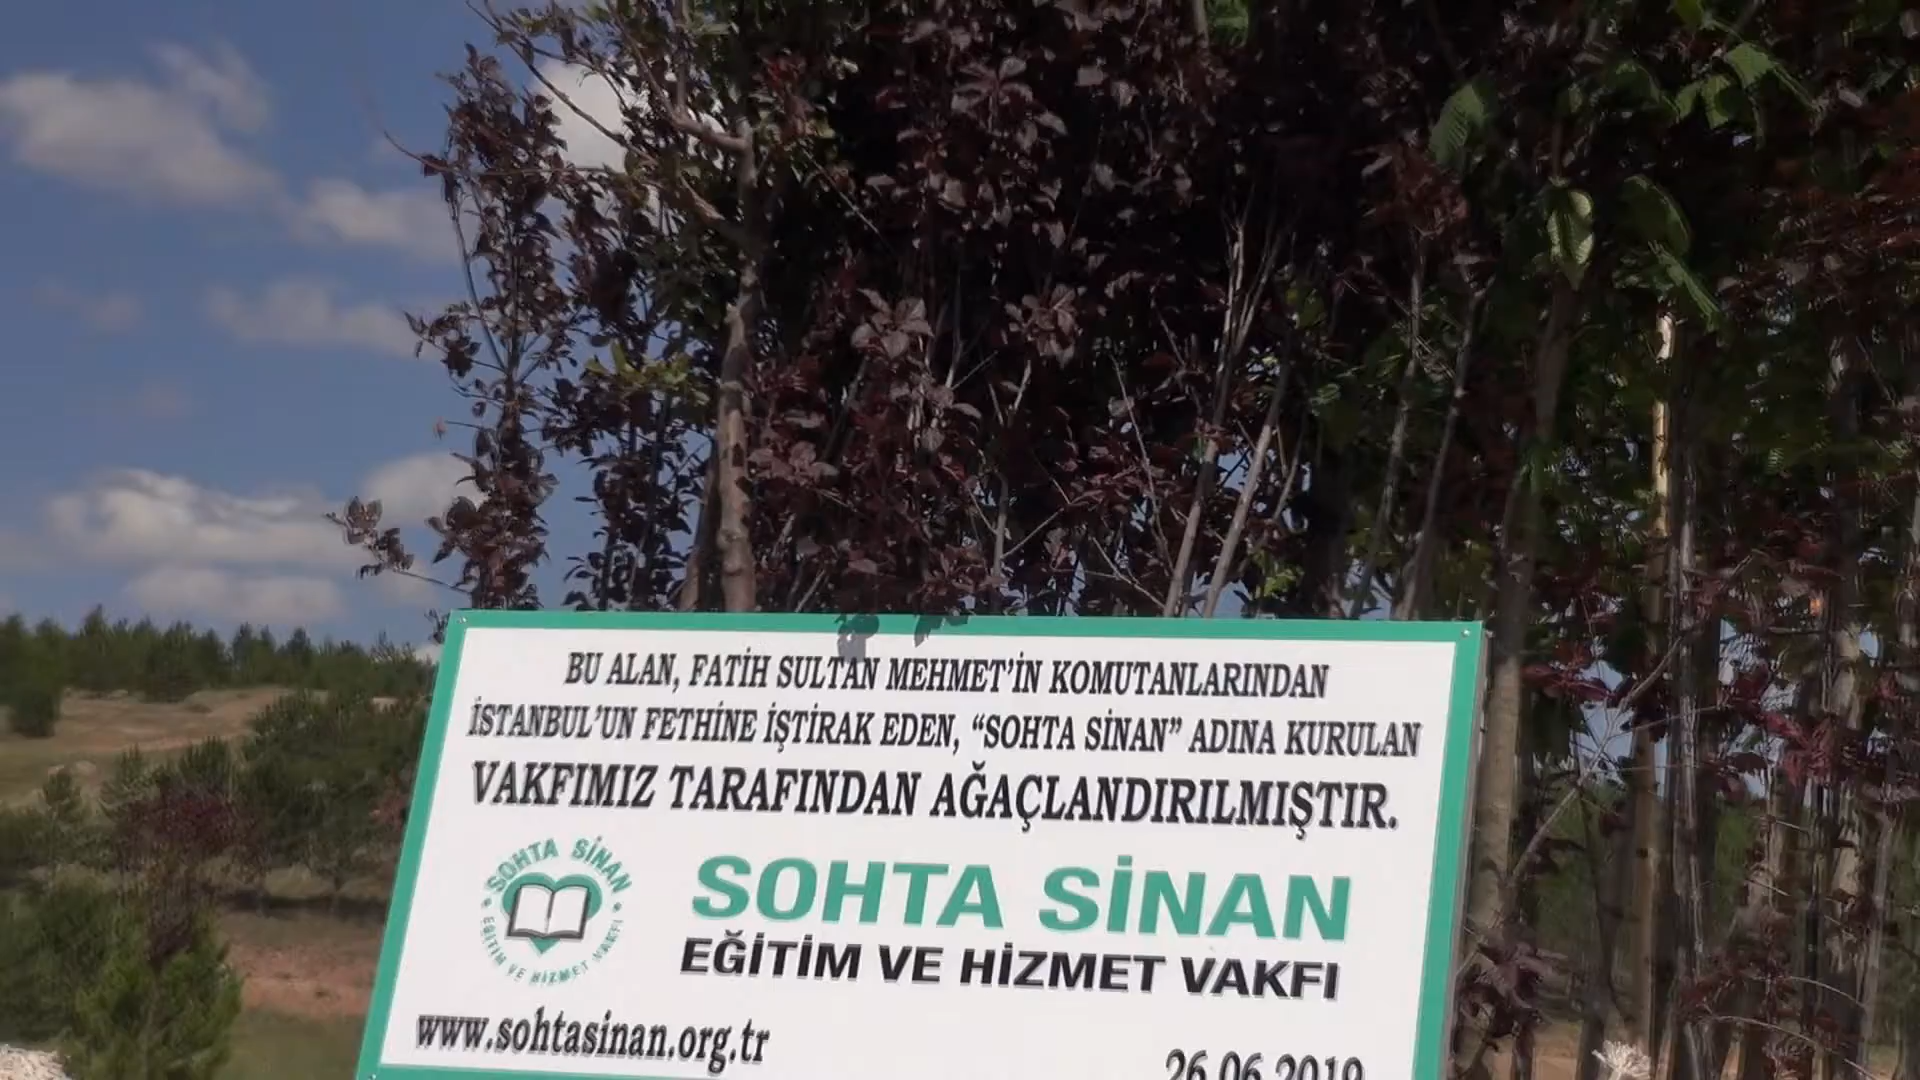 BU ALAN, FATİH SULTAN MEHMET'İN KOMUTANLARINDAN
İSTANBUL'UN FETHİNE İŞTİRAK EDEN, "SOHTA SİNAN" ADINA KURULAN
VAKFIMIZ TARAFINDAN AĞAÇLANDIRILMIŞTIR.
SOHTA SİNAN
EĞİTİM VE HİZMET VAKFI
SOHTA SİNAN
EĞİTİM VE HİZMET VAKFI
www.sohtasinan.org.tr
26.06.2019